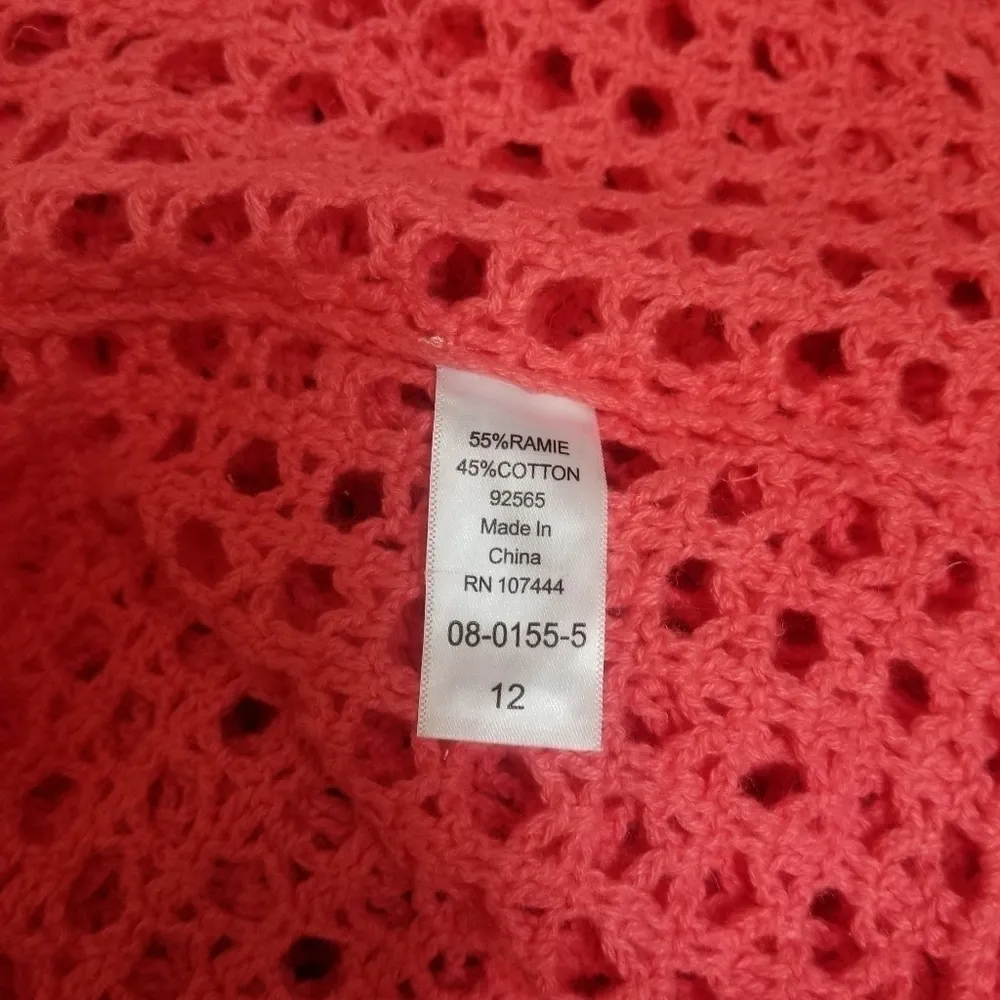 55%RAMIE
45%COTTON
92565
Made In
China
RN 107444
08-0155-5
12